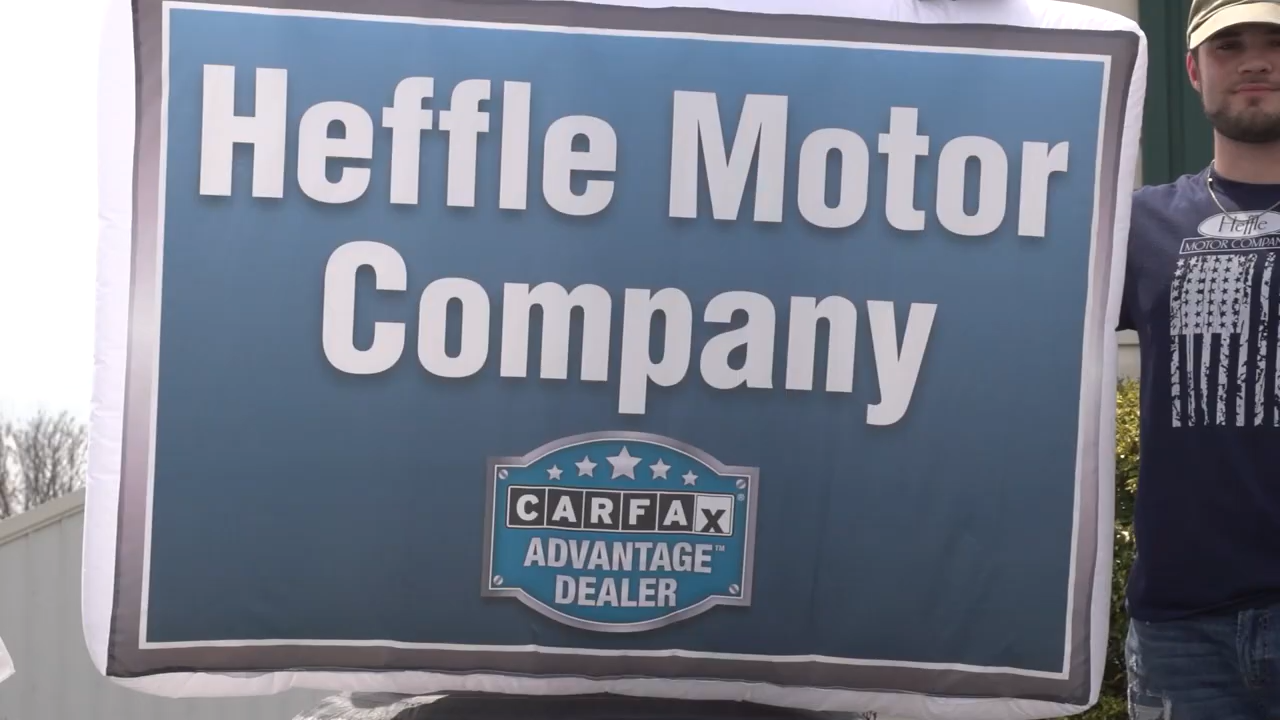 Heffle Motor
Company
CARFAX
ADVANTAGE™
DEALER
Heffle
MOTOR COMPAN